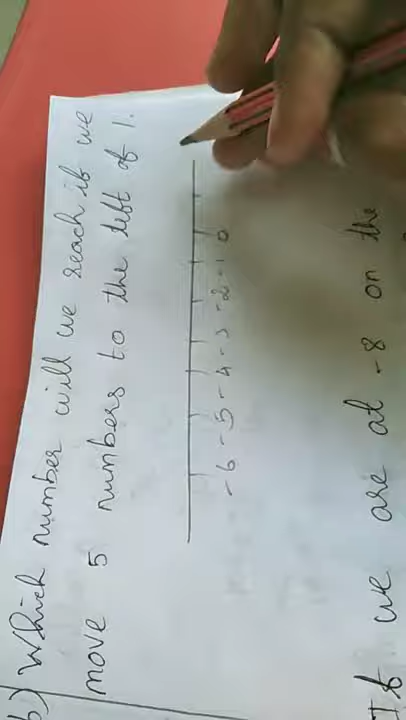 b) Which number will we reach if we
move 5 numbers to the left of 1.
-6 -5 -4 -3 -2 -1 0
If we are at -8 on the